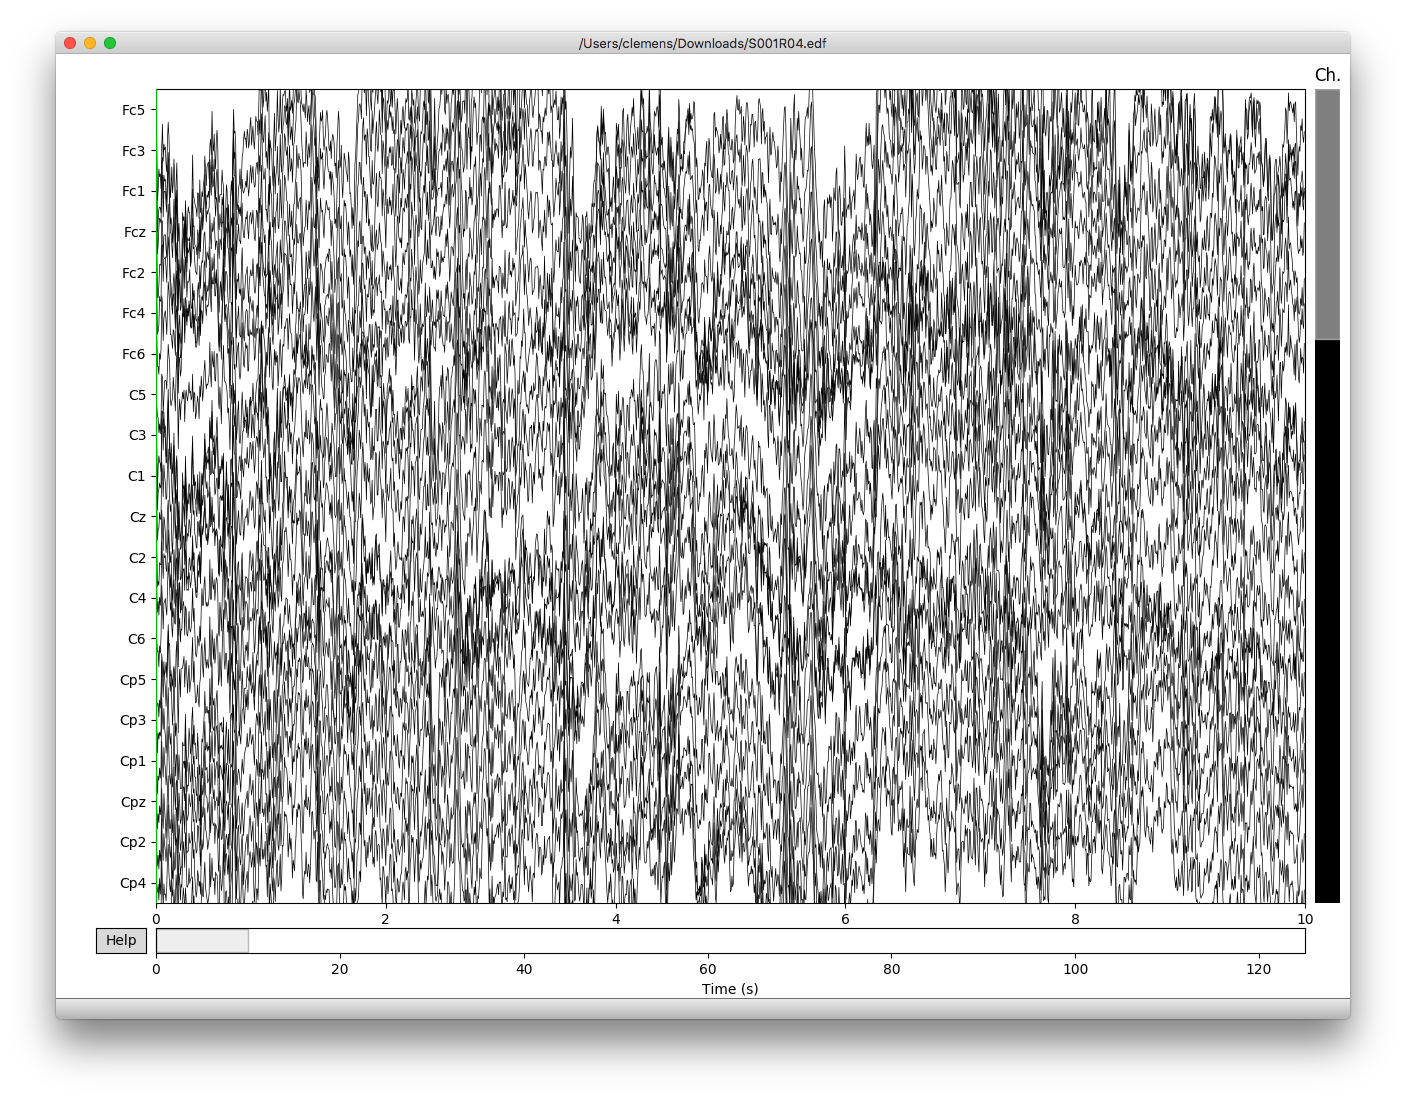 /Users/clemens/Downloads/S001R04.edf
Ch.
Fc5
Fc3
Fc1
Fcz
Fc2
Fc4
Fc6
C5
C3
C1
Cz
C2
C4
C6
Cp5
Cp3
Cp1
Cpz
Cp2
Cp4
0 2 4 6 8 10
Help
0 20 40 60 80 100 120
Time (s)